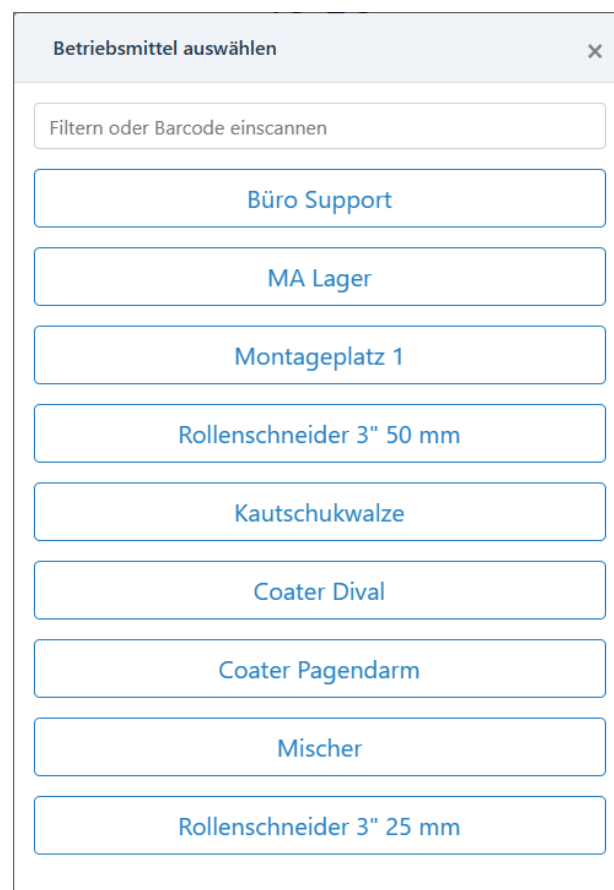 Betriebsmittel auswählen
Filtern oder Barcode einscannen
Büro Support
MA Lager
Montageplatz 1
Rollenschneider 3" 50 mm
Kautschukwalze
Coater Dival
Coater Pagendarm
Mischer
Rollenschneider 3" 25 mm